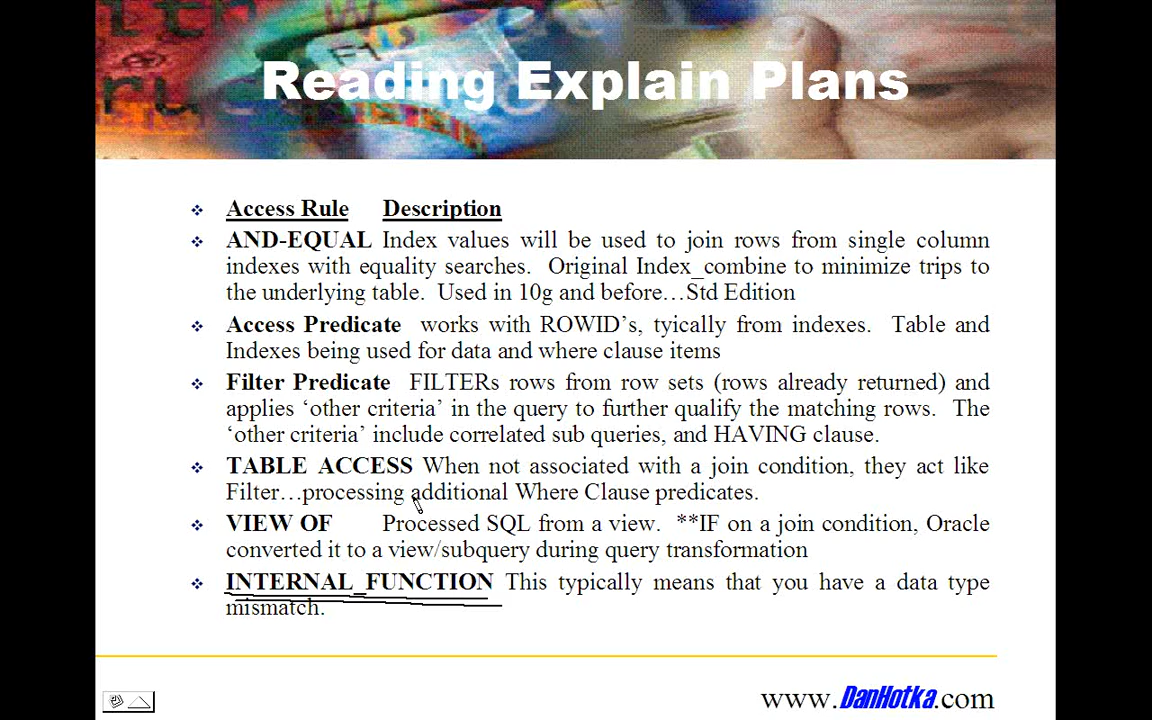 Reading Explain Plans
Access Rule Description
AND-EQUAL Index values will be used to join rows from single column
indexes with equality searches. Original Index_combine to minimize trips to
the underlying table. Used in 10g and before…Std Edition
Access Predicate works with ROWID’s, tyically from indexes. Table and
Indexes being used for data and where clause items
Filter Predicate FILTERs rows from row sets (rows already returned) and
applies ‘other criteria’ in the query to further qualify the matching rows. The
‘other criteria’ include correlated sub queries, and HAVING clause.
TABLE ACCESS When not associated with a join condition, they act like
Filter…processing additional Where Clause predicates.
VIEW OF Processed SQL from a view. **IF on a join condition, Oracle
converted it to a view/subquery during query transformation
INTERNAL_FUNCTION This typically means that you have a data type
mismatch.
www.DanHotka.com